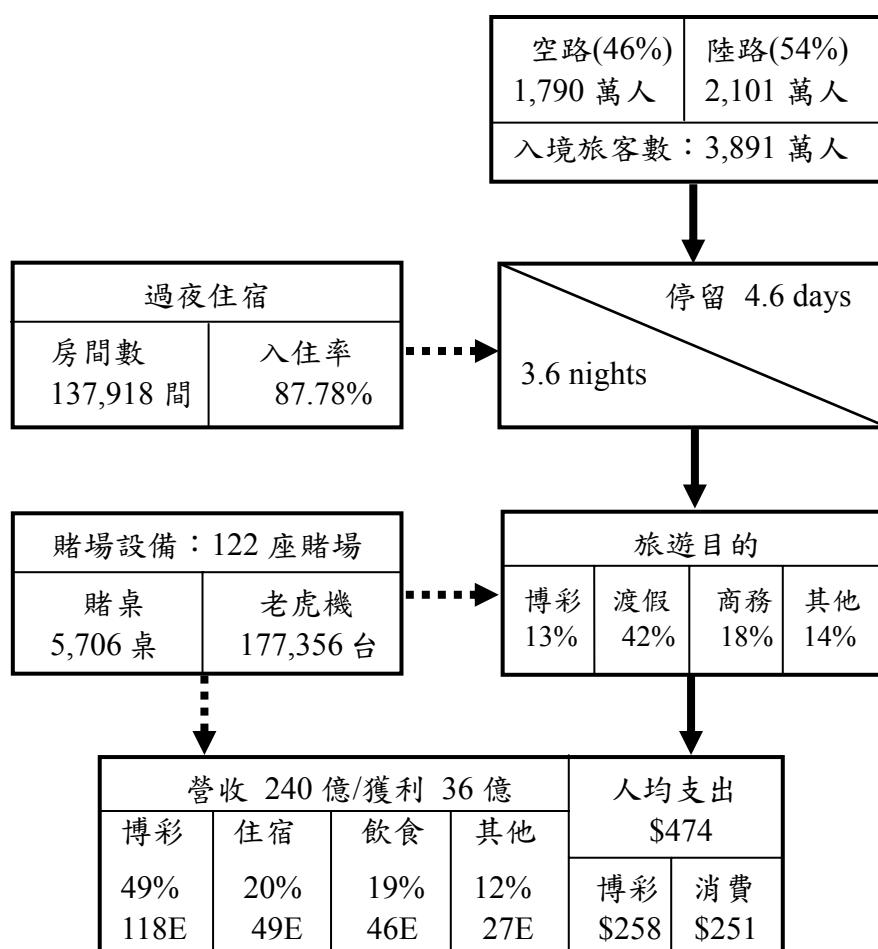 空路(46%) 陸路(54%)
1,790 萬人 2,101 萬人
入境旅客數：3,891 萬人
過夜住宿
房間數 入住率
137,918 間 87.78%
停留 4.6 days
3.6 nights
賭場設備：122 座賭場
賭桌 老虎機
5,706 桌 177,356 台
旅遊目的
博彩 渡假 商務 其他
13% 42% 18% 14%
營收 240 億/獲利 36 億
博彩 住宿 飲食 其他
49% 20% 19% 12%
118E 49E 46E 27E
人均支出
$474
博彩 消費
$258 $251